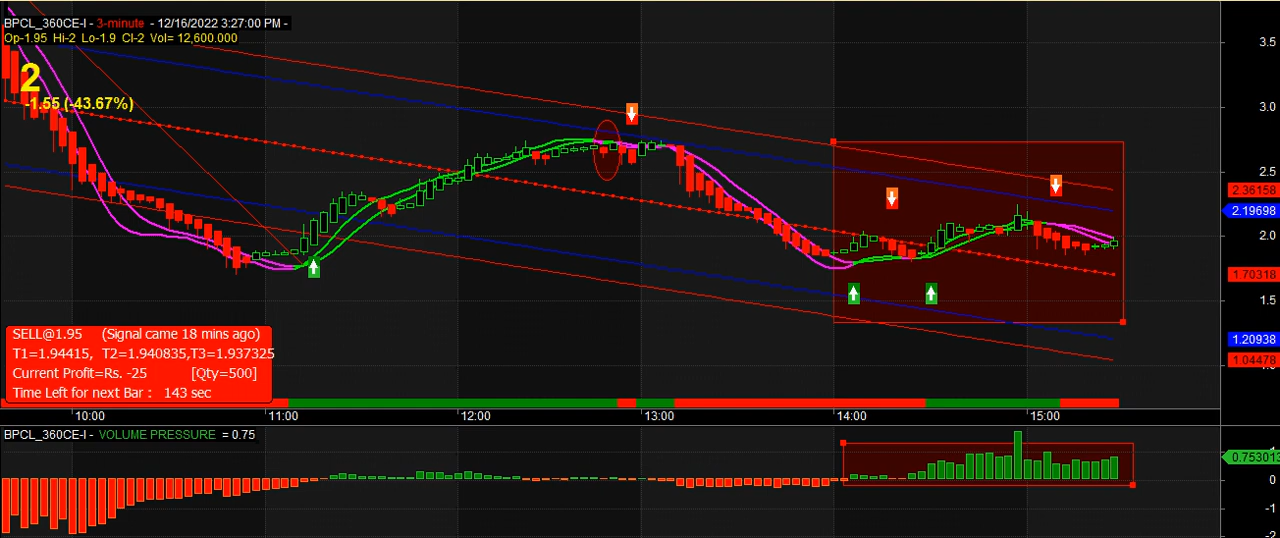 BPCL_360CE-I - 3-minute - 12/16/2022 3:27:00 PM -
Op-1.95 Hi-2 Lo-1.9 Cl-2 Vol= 12,600.000
2
-1.55 (-43.67%)
3.5
3.0
2.5
2.36158
2.19698
2.0
1.70318
1.5
1.20938
1.04478
SELL@1.95 (Signal came 18 mins ago)
T1=1.94415, T2=1.940835,T3=1.937325
Current Profit=Rs. -25 [Qty=500]
Time Left for next Bar : 143 sec
10:00 11:00 12:00 13:00 14:00 15:00
BPCL_360CE-I - VOLUME PRESSURE = 0.75
0.753013
0
-1
-2